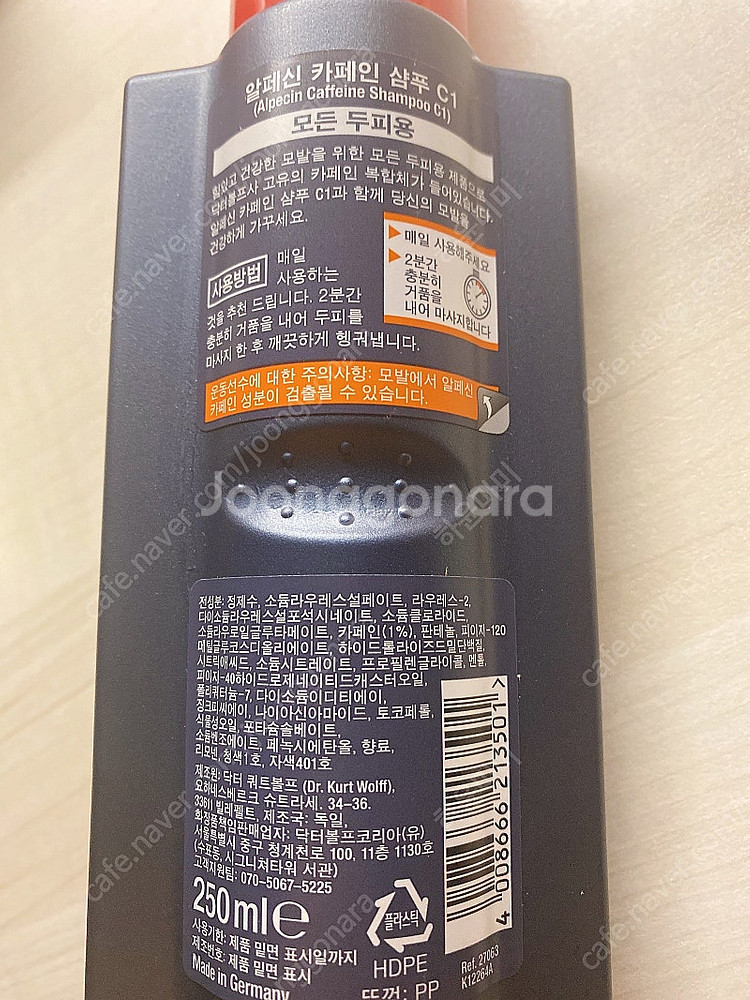 알페신 카페인 샴푸 C1
(Alpecin Caffeine Shampoo C1)
모든 두피용
힘있고 건강한 모발을 위한 모든 두피용 제품으로
닥터볼프사 고유의 카페인 복합체가 들어있습니다.
알페신 카페인 샴푸 C1과 함께 당신의 모발을
건강하게 가꾸세요.
매일 사용해주세요
2분간
충분히
거품을
내어 마사지합니다
사용방법 매일
사용하는
것을 추천 드립니다. 2분간
충분히 거품을 내어 두피를
마사지 한 후 깨끗하게 헹궈냅니다.
운동선수에 대한 주의사항: 모발에서 알페신
카페인 성분이 검출될 수 있습니다.
Joonggonara
전성분: 정제수, 소듐라우레스설페이트, 라우레스-2,
다이소듐라우레스설포석시네이트, 소듐클로라이드,
소듐라우로일글루타메이트, 카페인(1%), 판테놀, 피이지-120
메틸글루코스디올리에이트, 하이드롤라이즈드밀단백질,
시트릭애씨드, 소듐시트레이트, 프로필렌글라이콜, 멘톨,
피이지-40하이드로제네이티드캐스터오일,
폴리쿼터늄-7, 다이소듐이디티에이,
징크피씨에이, 나이아신아마이드, 토코페롤,
식물성오일, 포타슘솔베이트,
소듐벤조에이트, 페녹시에탄올, 향료,
리모넨, 청색1호, 자색401호
제조원: 닥터 쿼트볼프 (Dr. Kurt Wolff),
요하네스베르크 슈트라세. 34-36.
33611 빌레펠트, 제조국: 독일,
화장품책임판매업자: 닥터볼프코리아(유)
서울특별시 중구 청계천로 100, 11층 1130호
(수표동, 시그니쳐타워 서관)
고객지원팀: 070-5067-5225
250ml e
사용기한: 제품 밑면 표시일까지
제조번호: 제품 밑면 표시
Made in Germany
플라스틱
HDPE
뚜껑: PP
4 008666 213501 >
Ref. 27063
K12264A